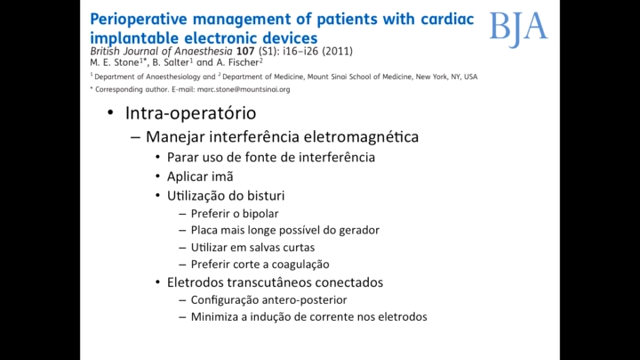 Perioperative management of patients with cardiac
implantable electronic devices
BJA
British Journal of Anaesthesia 107 (S1): i16–i26 (2011)
M. E. Stone1*, B. Salter1 and A. Fischer2
1 Department of Anaesthesiology and 2 Department of Medicine, Mount Sinai School of Medicine, New York, NY, USA
* Corresponding author. E-mail: marc.stone@mountsinai.org
• Intra-operatório
– Manejar interferência eletromagnética
• Parar uso de fonte de interferência
• Aplicar imã
• Utilização do bisturi
– Preferir o bipolar
– Placa mais longe possível do gerador
– Utilizar em salvas curtas
– Preferir corte a coagulação
• Eletrodos transcutâneos conectados
– Configuração antero-posterior
– Minimiza a indução de corrente nos eletrodos